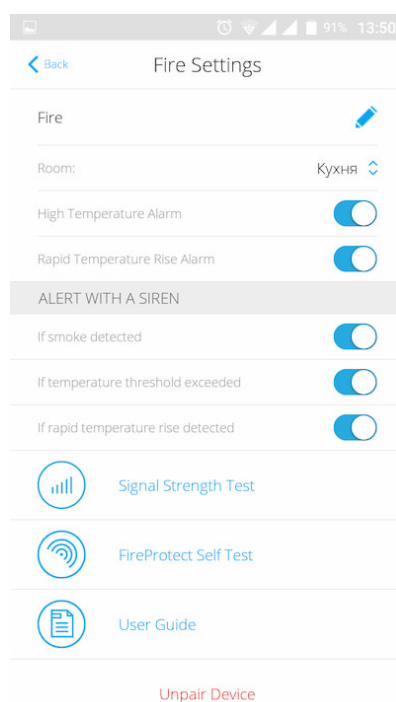 91% 13:50
Back Fire Settings
Fire
Room: Кухня
High Temperature Alarm
Rapid Temperature Rise Alarm
ALERT WITH A SIREN
If smoke detected
If temperature threshold exceeded
If rapid temperature rise detected
Signal Strength Test
FireProtect Self Test
User Guide
Unpair Device